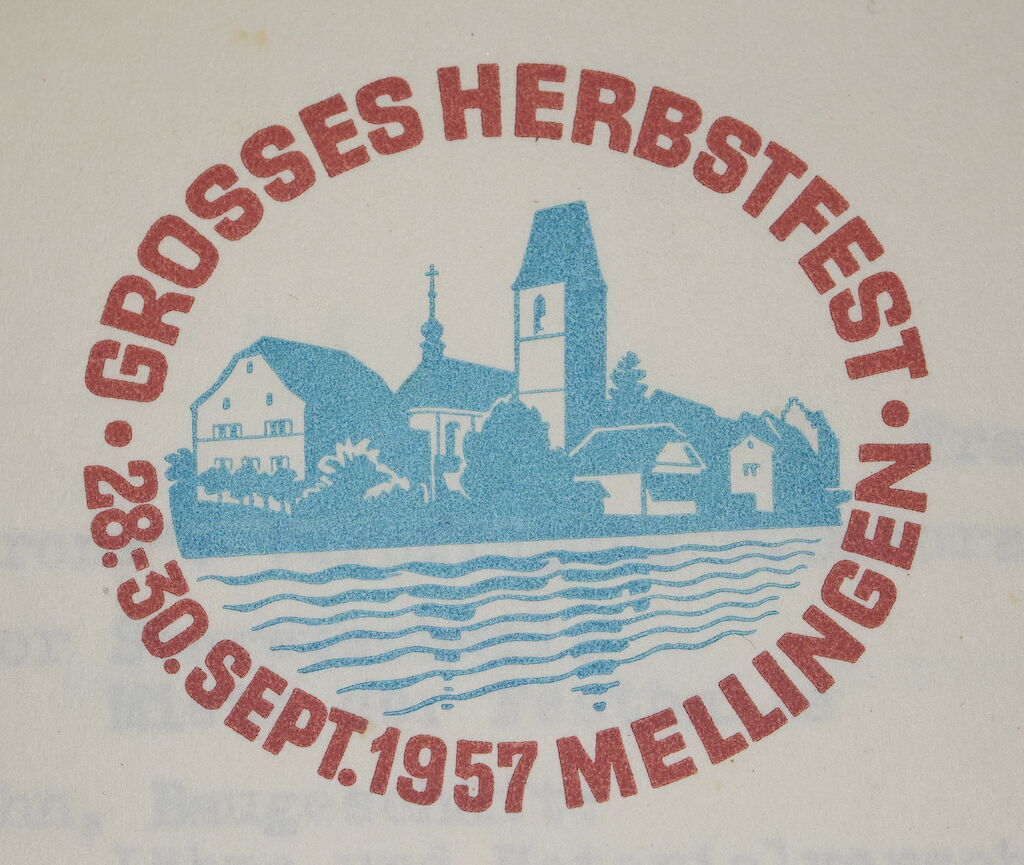 GROSSES HERBSTFEST
· 28.-30. SEPT. 1957 MELLINGEN ·